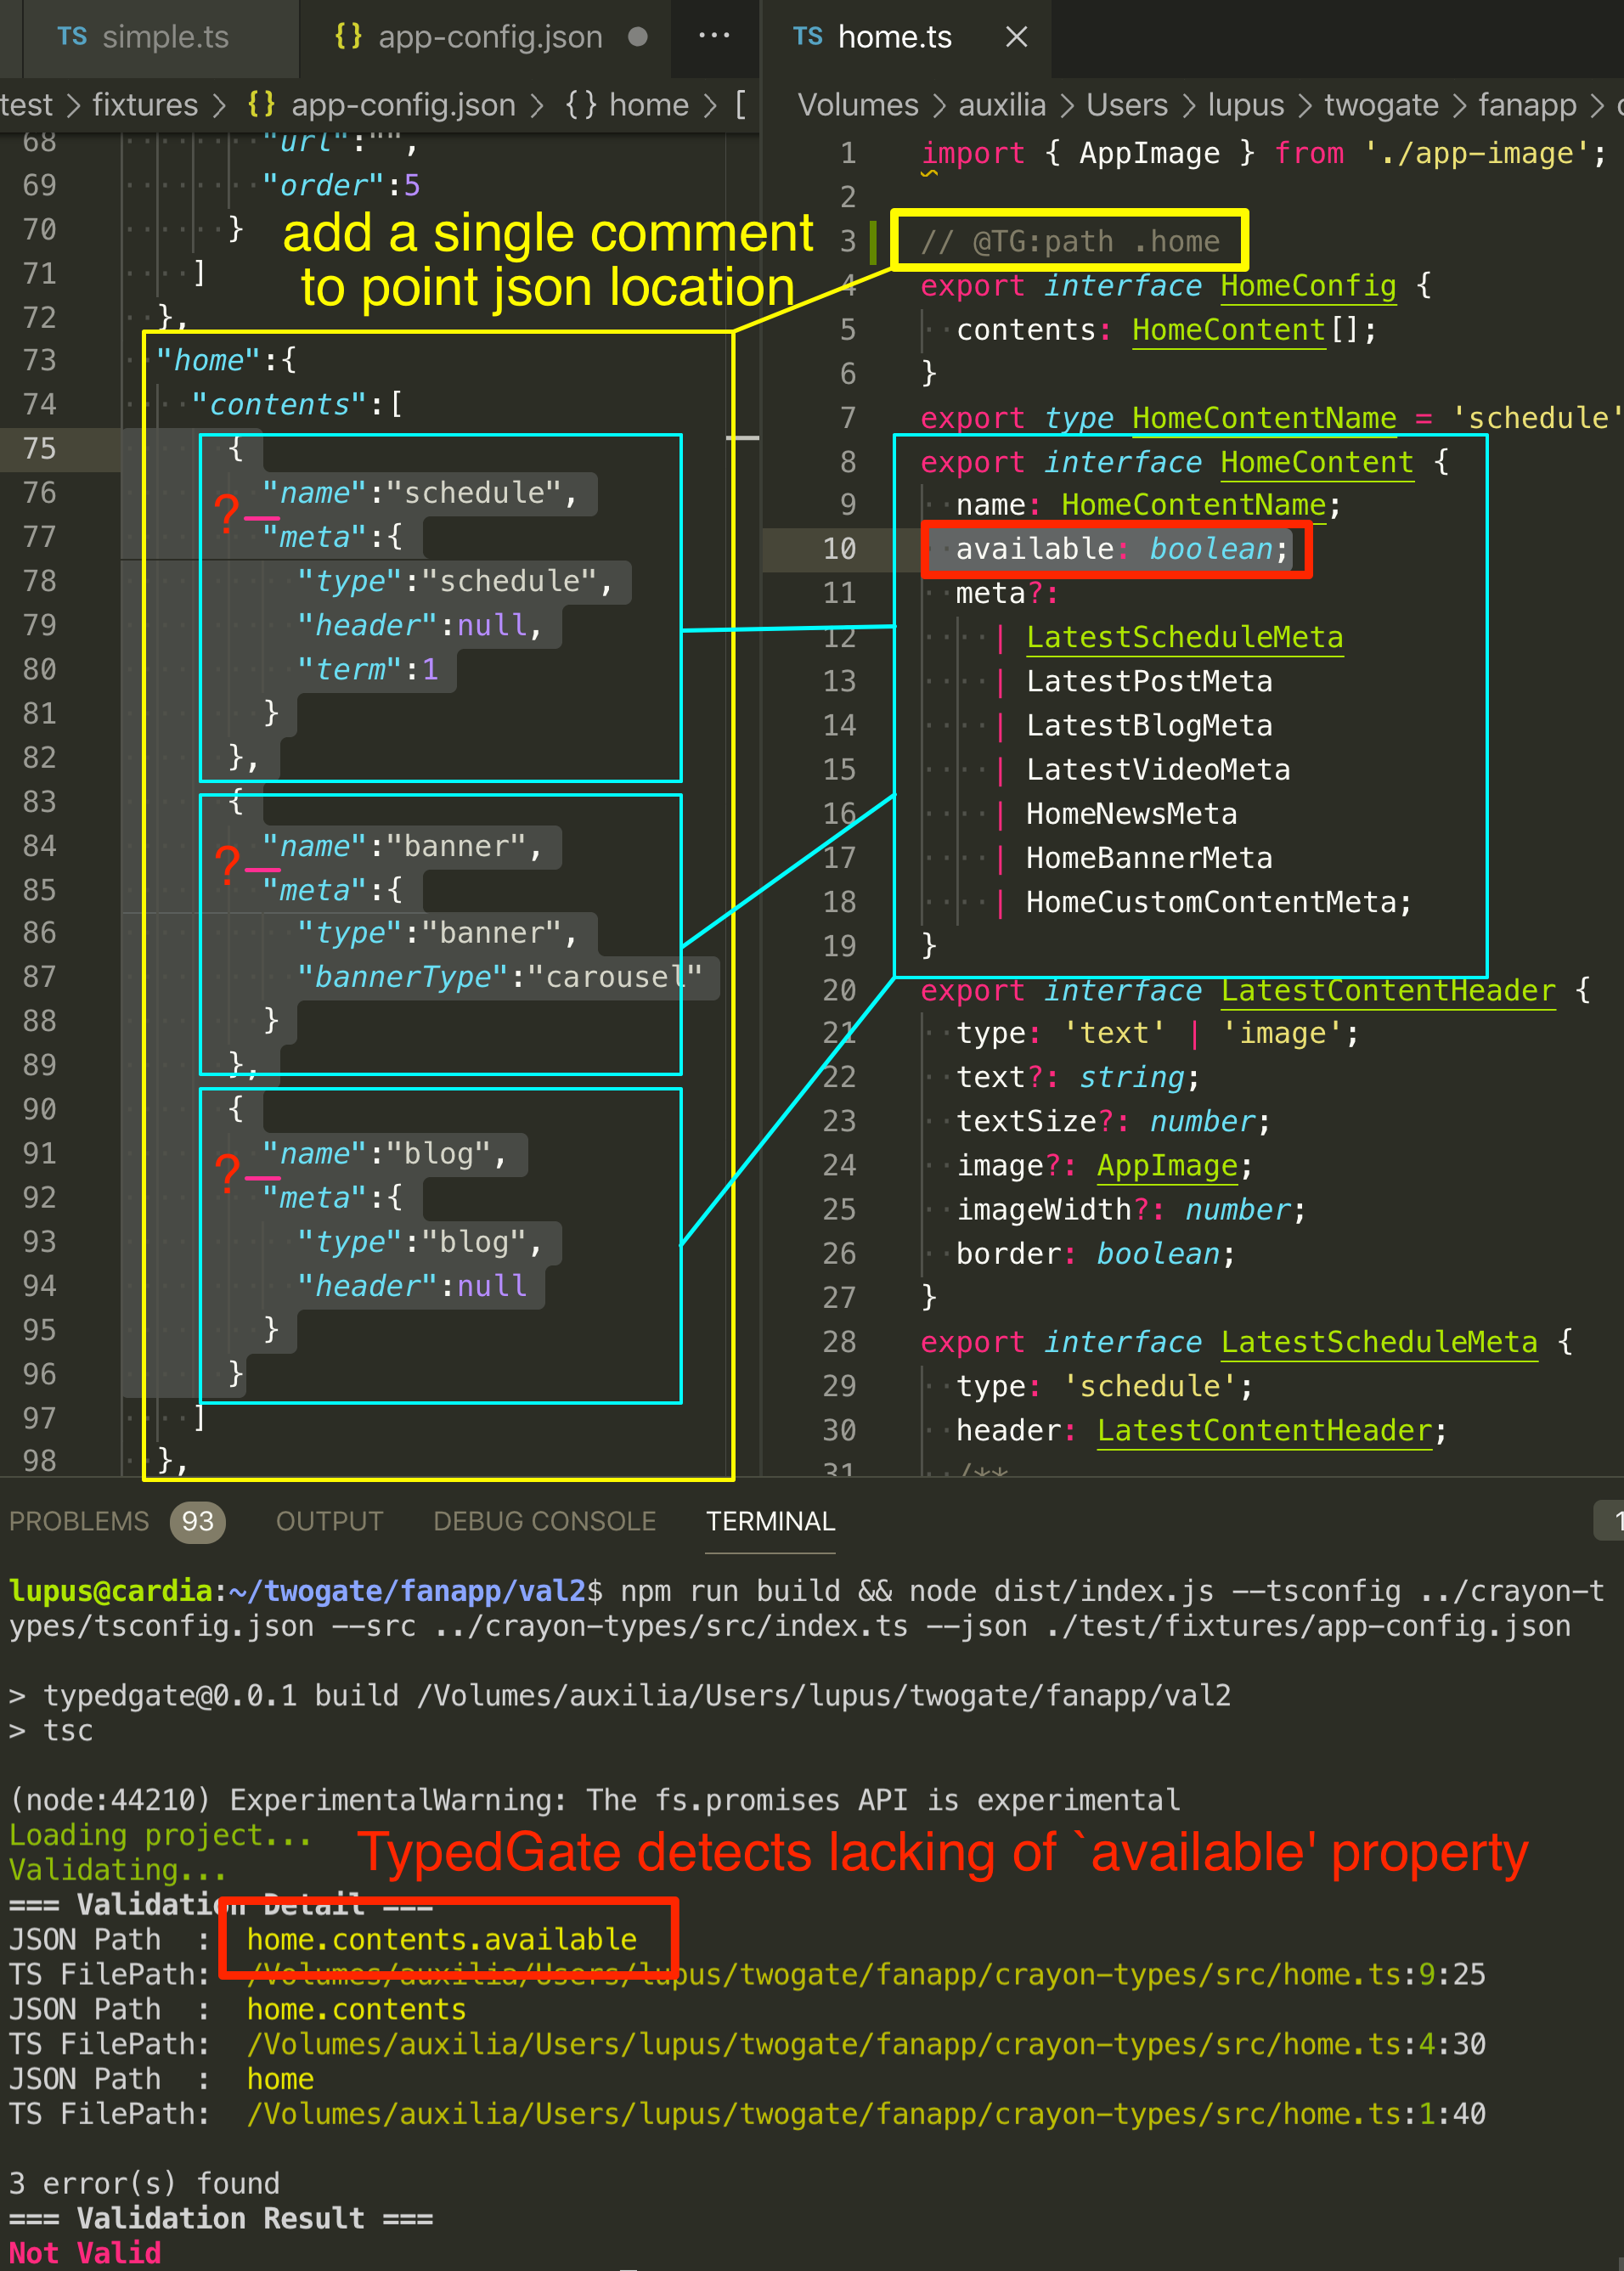 TS simple.ts
{} app-config.json ● ···
test > fixtures > {} app-config.json > {} home > [
68 "url":"",
69 "order":5
70 }
71 ]
72 },
73 "home":{
74 "contents":[
75 {
76 "name":"schedule",
77 "meta":{
78 "type":"schedule",
79 "header":null,
80 "term":1
81 }
82 },
83 {
84 "name":"banner",
85 "meta":{
86 "type":"banner",
87 "bannerType":"carousel"
88 }
89 },
90 {
91 "name":"blog",
92 "meta":{
93 "type":"blog",
94 "header":null
95 }
96 }
97 ]
98 },
add a single comment
to point json location
?
?
?
TS home.ts ×
Volumes > auxilia > Users > lupus > twogate > fanapp >
1 import { AppImage } from './app-image';
2
3 // @TG:path .home
4 export interface HomeConfig {
5 contents: HomeContent[];
6 }
7 export type HomeContentName = 'schedule'
8 export interface HomeContent {
9 name: HomeContentName;
10 available: boolean;
11 meta?:
12 | LatestScheduleMeta
13 | LatestPostMeta
14 | LatestBlogMeta
15 | LatestVideoMeta
16 | HomeNewsMeta
17 | HomeBannerMeta
18 | HomeCustomContentMeta;
19 }
20 export interface LatestContentHeader {
21 type: 'text' | 'image';
22 text?: string;
23 textSize?: number;
24 image?: AppImage;
25 imageWidth?: number;
26 border: boolean;
27 }
28 export interface LatestScheduleMeta {
29 type: 'schedule';
30 header: LatestContentHeader;
31 /**
PROBLEMS 93 OUTPUT DEBUG CONSOLE TERMINAL 1
lupus@cardia:~/twogate/fanapp/val2$ npm run build && node dist/index.js --tsconfig ../crayon-t
ypes/tsconfig.json --src ../crayon-types/src/index.ts --json ./test/fixtures/app-config.json
> typedgate@0.0.1 build /Volumes/auxilia/Users/lupus/twogate/fanapp/val2
> tsc
(node:44210) ExperimentalWarning: The fs.promises API is experimental
Loading project...
Validating...
TypedGate detects lacking of `available' property
=== Validation Detail ===
JSON Path : home.contents.available
TS FilePath: /Volumes/auxilia/Users/lupus/twogate/fanapp/crayon-types/src/home.ts:9:25
JSON Path : home.contents
TS FilePath: /Volumes/auxilia/Users/lupus/twogate/fanapp/crayon-types/src/home.ts:4:30
JSON Path : home
TS FilePath: /Volumes/auxilia/Users/lupus/twogate/fanapp/crayon-types/src/home.ts:1:40
3 error(s) found
=== Validation Result ===
Not Valid